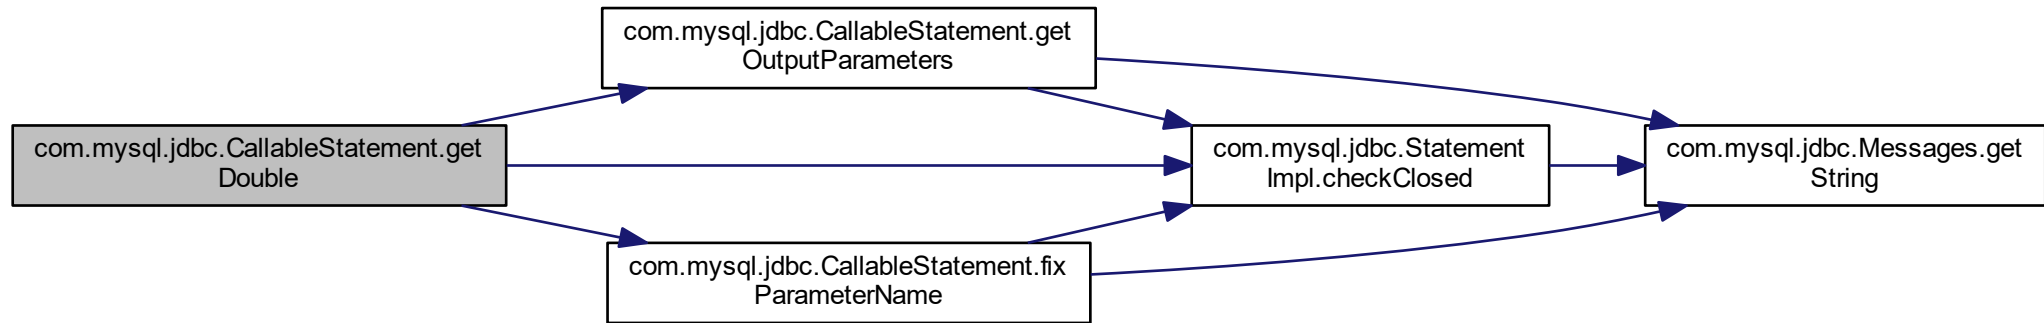 com.mysql.jdbc.CallableStatement.get
OutputParameters
com.mysql.jdbc.CallableStatement.get
Double
com.mysql.jdbc.Statement
Impl.checkClosed
com.mysql.jdbc.Messages.get
String
com.mysql.jdbc.CallableStatement.fix
ParameterName